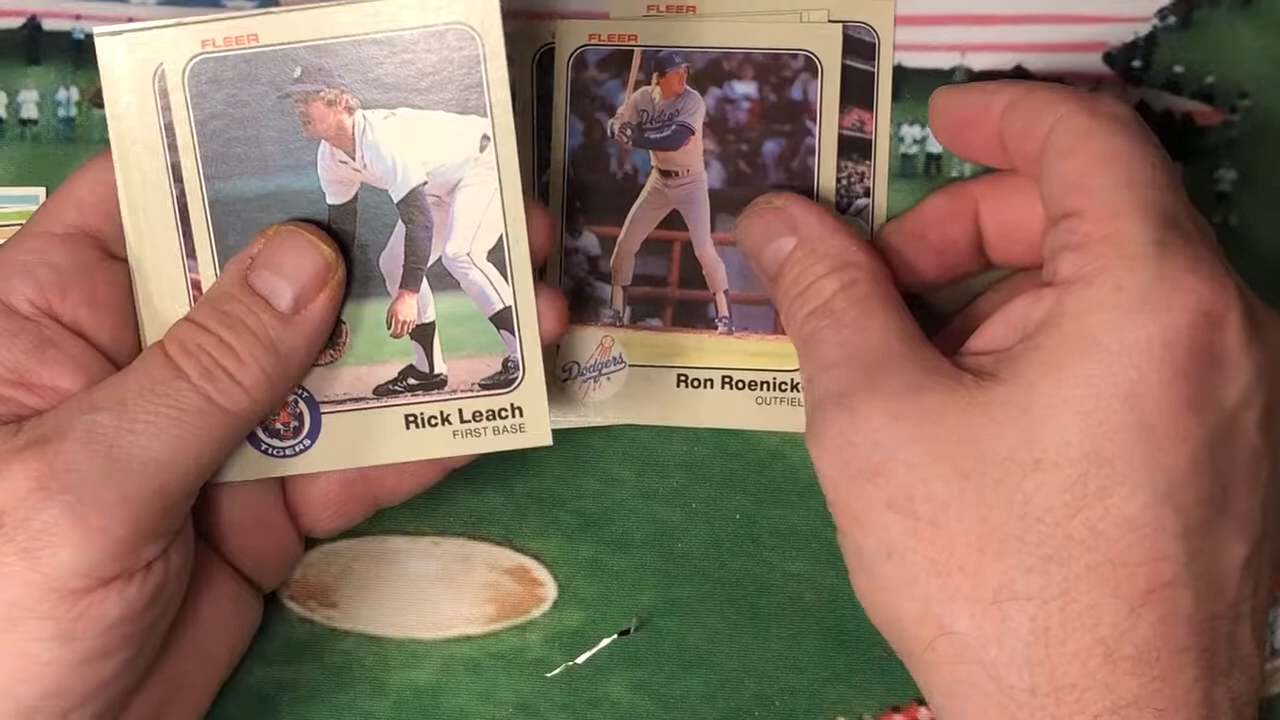 FLEER
Rick Leach
FIRST BASE
TIGERS
FLEER
FLEER
Dodgers
Dodgers
Ron Roenick
OUTFIEL